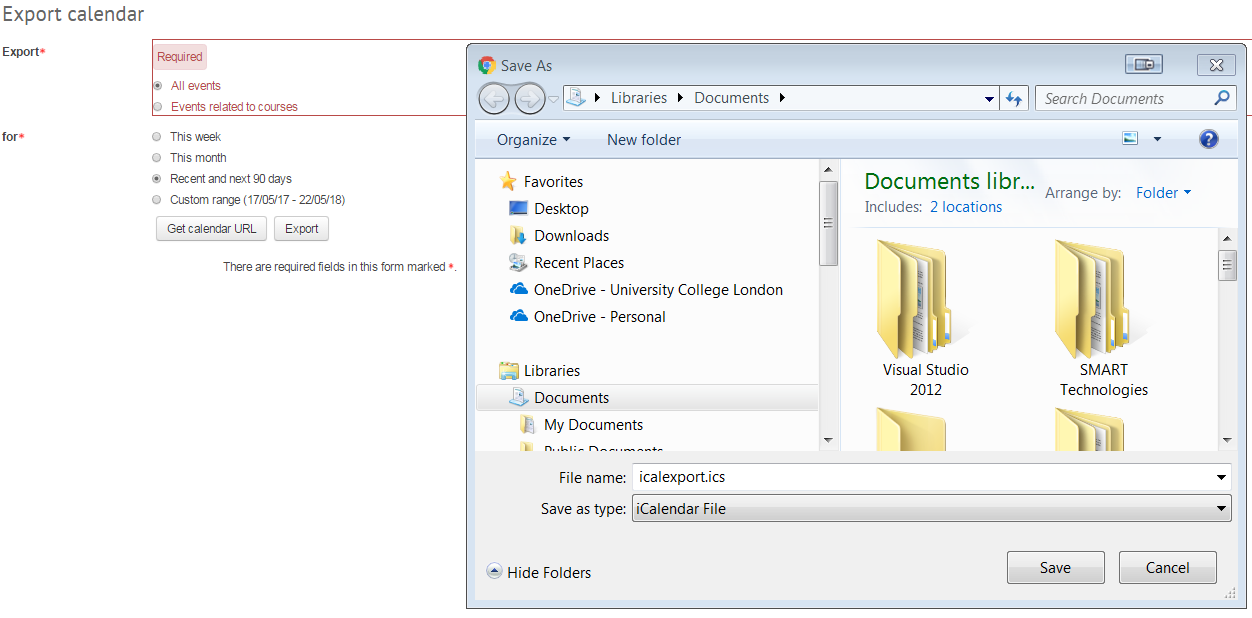 Export calendar
Export*
Required
All events
Events related to courses
for*
This week
This month
Recent and next 90 days
Custom range (17/05/17 - 22/05/18)
Get calendar URL
Export
There are required fields in this form marked *.
Save As
Libraries
Documents
Search Documents
Organize
New folder
?
Favorites
Desktop
Downloads
Recent Places
OneDrive - University College London
OneDrive - Personal
Libraries
Documents
My Documents
Public Documents
Documents libr...
Includes: 2 locations
Arrange by: Folder
Visual Studio
2012
SMART
Technologies
File name: icalexport.ics
Save as type: iCalendar File
Hide Folders
Save
Cancel